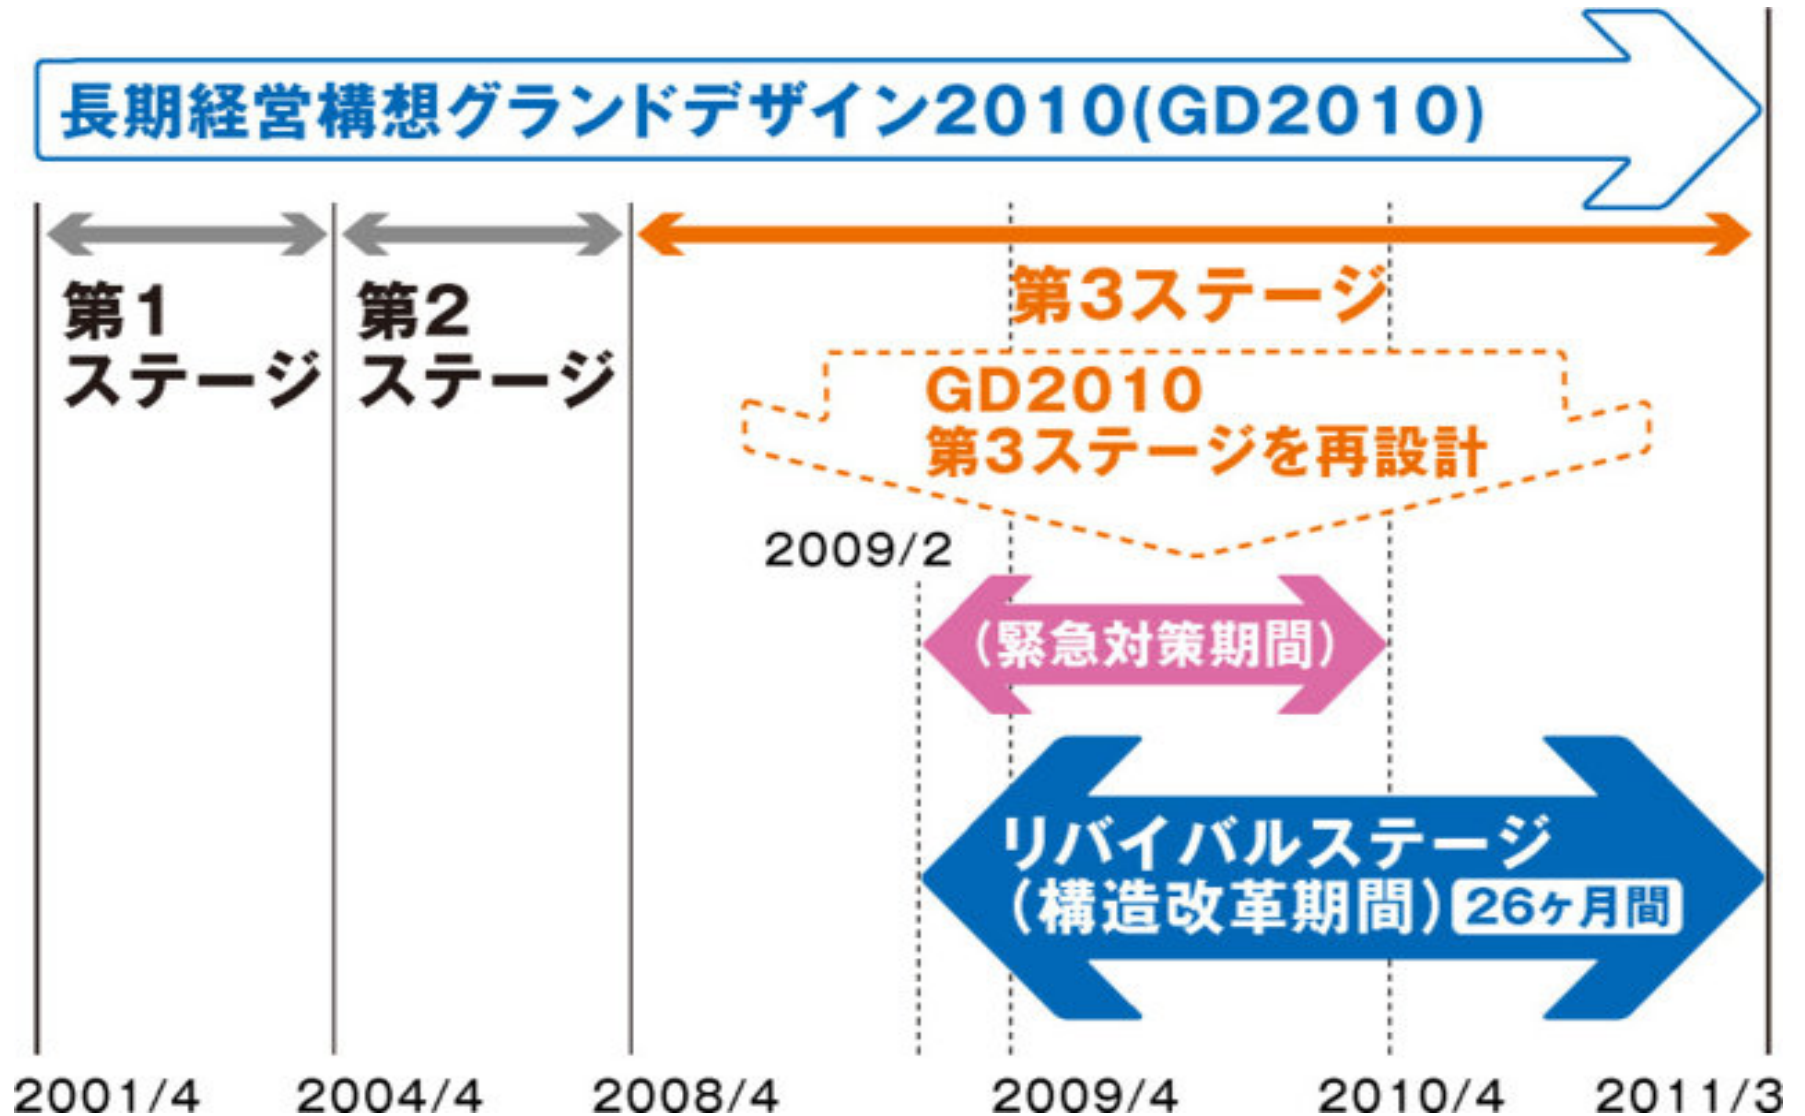 長期経営構想グランドデザイン2010(GD2010)
第1
ステージ
第2
ステージ
第3ステージ
GD2010
第3ステージを再設計
2009/2
(緊急対策期間)
リバイバルステージ
(構造改革期間) 26ヶ月間
2001/4 2004/4 2008/4 2009/4 2010/4 2011/3